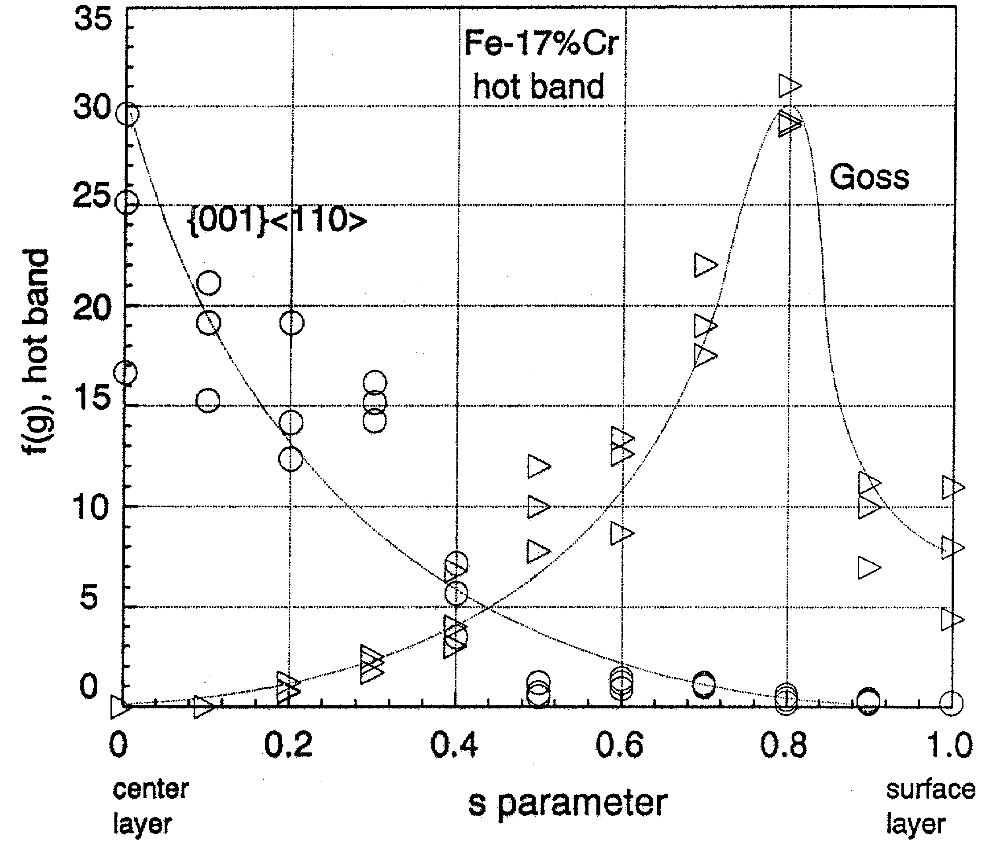 35
Fe-17%Cr
hot band
30
Goss
25
{001}<110>
20
f(g), hot band
15
10
5
0
0 0.2 0.4 0.6 0.8 1.0
center
layer
s parameter
surface
layer